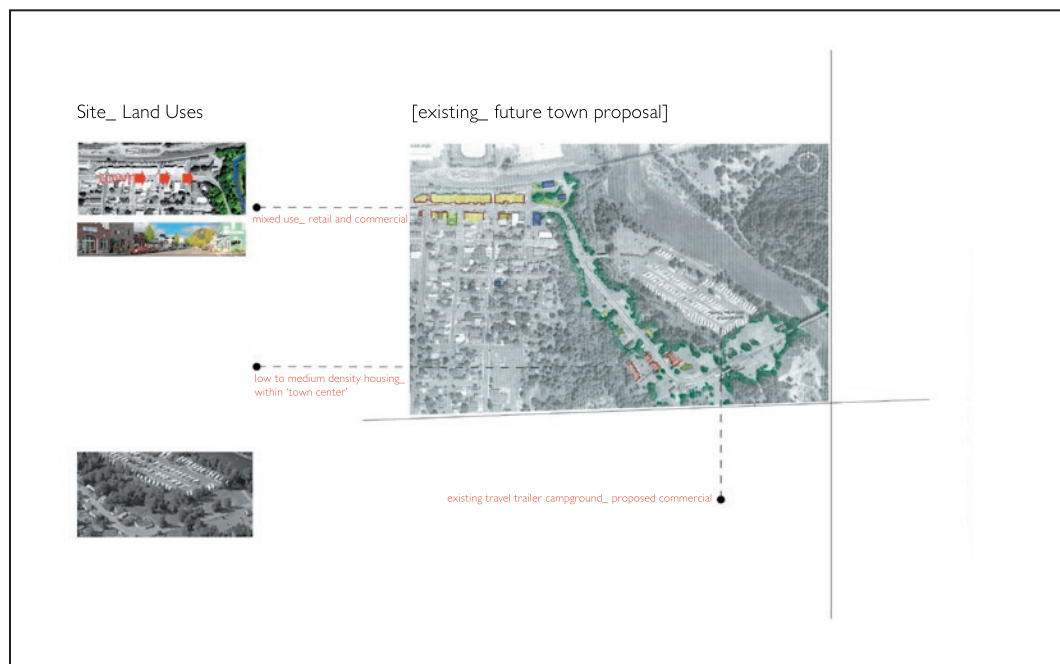 Site_ Land Uses
[existing_ future town proposal]
mixed use_ retail and commercial
low to medium density housing_
within ‘town center’
existing travel trailer campground_ proposed commercial